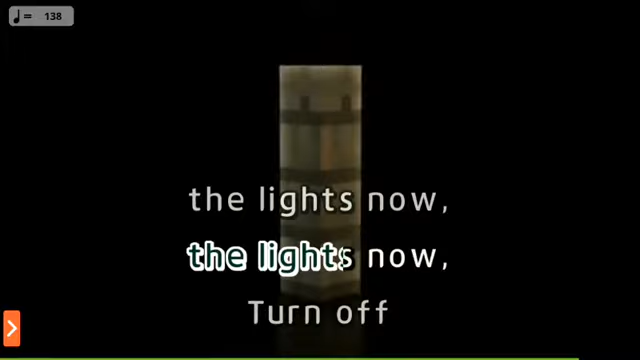 ♩= 138
the lights now,
the lights now,
Turn off